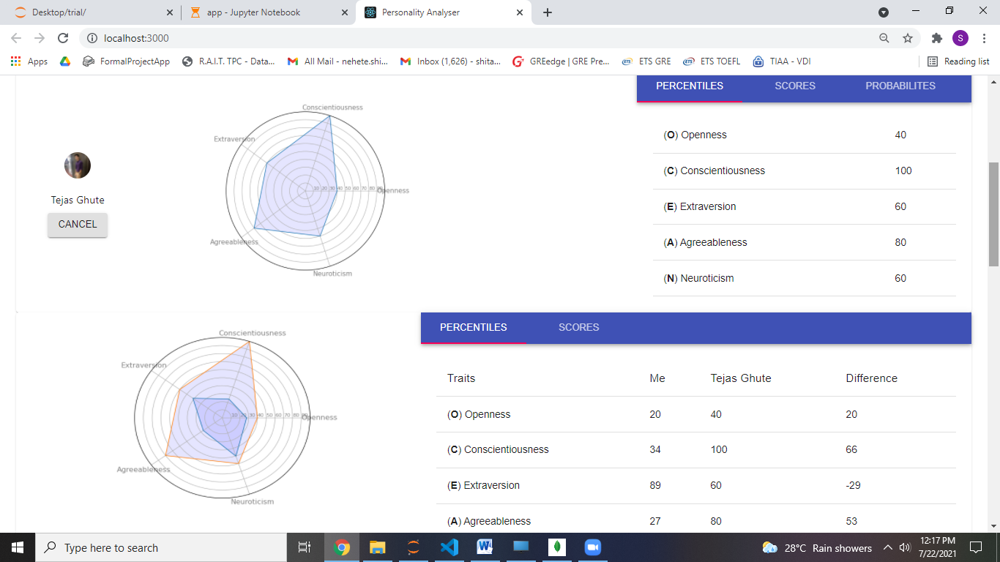 Desktop/trial/
app - Jupyter Notebook
Personality Analyser
localhost:3000
S
Apps
FormalProjectApp
R.A.I.T. TPC - Data...
All Mail - nehete.shi...
Inbox (1,626) - shita...
GREedge | GRE Pre...
ETS GRE
ETS TOEFL
TIAA - VDI
Reading list
Tejas Ghute
CANCEL
Conscientiousness
Extraversion
10 20 30 40 50 60 70 80
Openness
Agreeableness
Neuroticism
PERCENTILES SCORES PROBABILITES
(O) Openness 40
(C) Conscientiousness 100
(E) Extraversion 60
(A) Agreeableness 80
(N) Neuroticism 60
Conscientiousness
Extraversion
10 20 30 40 50 60 70 80
Openness
Agreeableness
Neuroticism
PERCENTILES SCORES
Traits Me Tejas Ghute Difference
(O) Openness 20 40 20
(C) Conscientiousness 34 100 66
(E) Extraversion 89 60 -29
(A) Agreeableness 27 80 53
Type here to search
28°C Rain showers
12:17 PM
7/22/2021